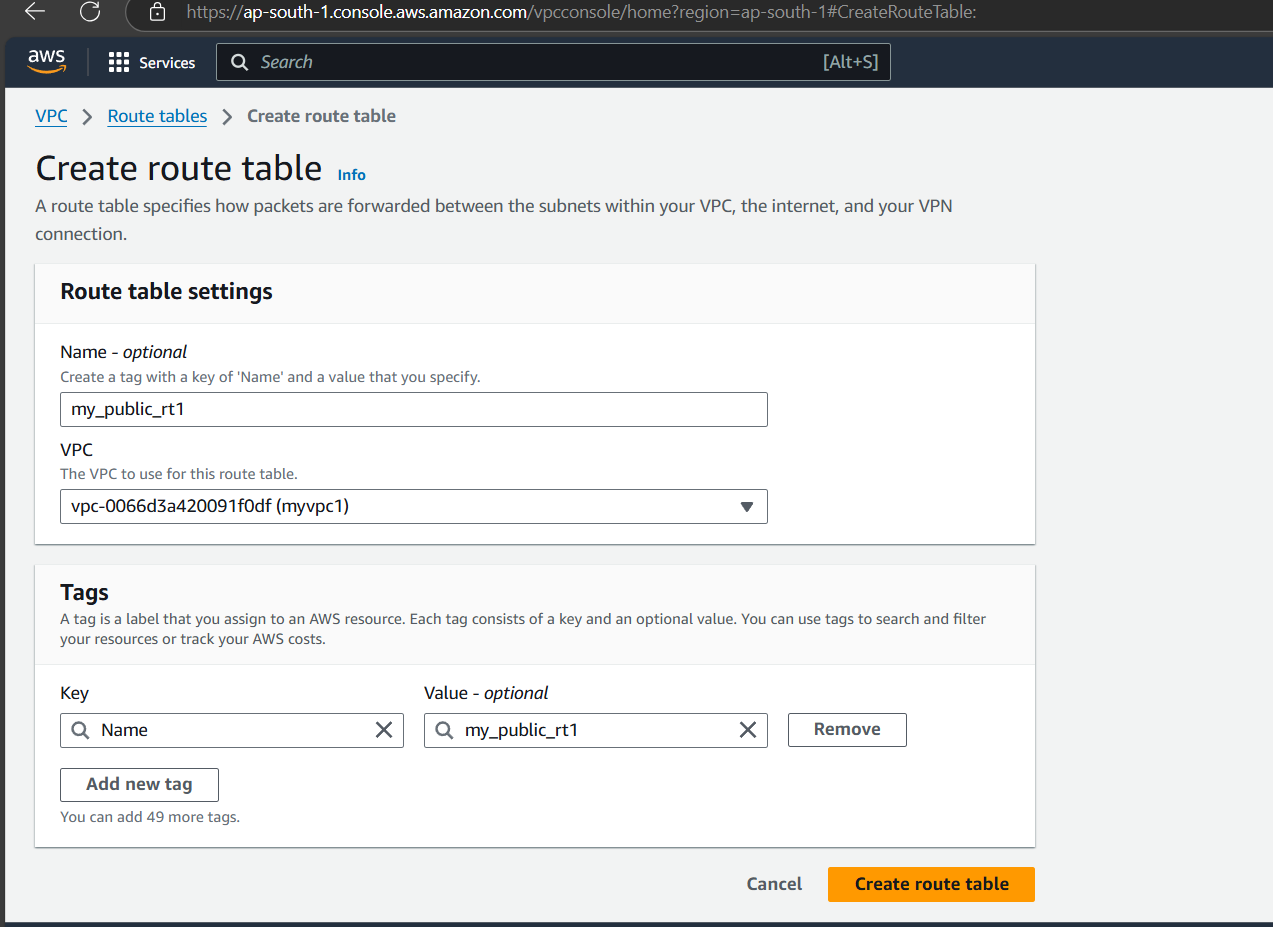 https://ap-south-1.console.aws.amazon.com/vpcconsole/home?region=ap-south-1#CreateRouteTable:
aws Services Search [Alt+S]
VPC > Route tables > Create route table
Create route table Info
A route table specifies how packets are forwarded between the subnets within your VPC, the internet, and your VPN
connection.
Route table settings
Name - optional
Create a tag with a key of 'Name' and a value that you specify.
my_public_rt1
VPC
The VPC to use for this route table.
vpc-0066d3a420091f0df (myvpc1)
Tags
A tag is a label that you assign to an AWS resource. Each tag consists of a key and an optional value. You can use tags to search and filter
your resources or track your AWS costs.
Key Value - optional
Name my_public_rt1 Remove
Add new tag
You can add 49 more tags.
Cancel Create route table